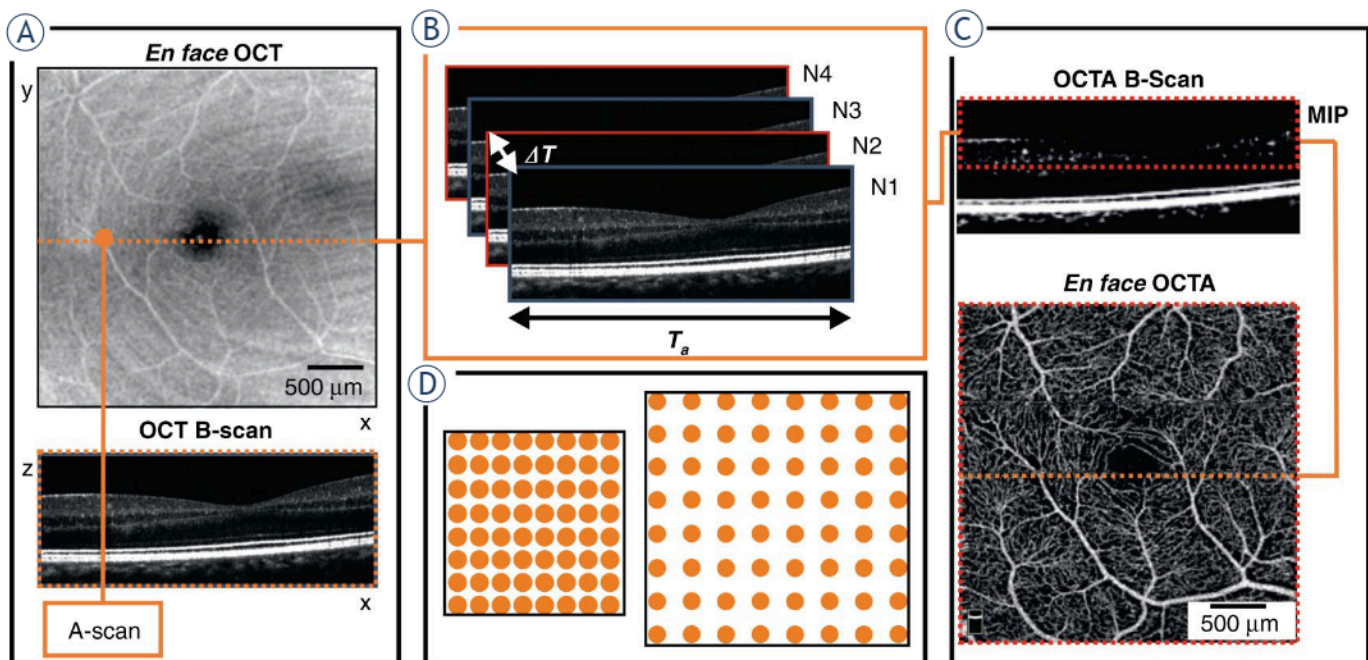 A
En face OCT
y
500 µm
x
OCT B-scan
z
x
A-scan
B
N4
N3
N2
N1
ΔT
Tₐ
D
C
OCTA B-Scan
MIP
En face OCTA
500 µm